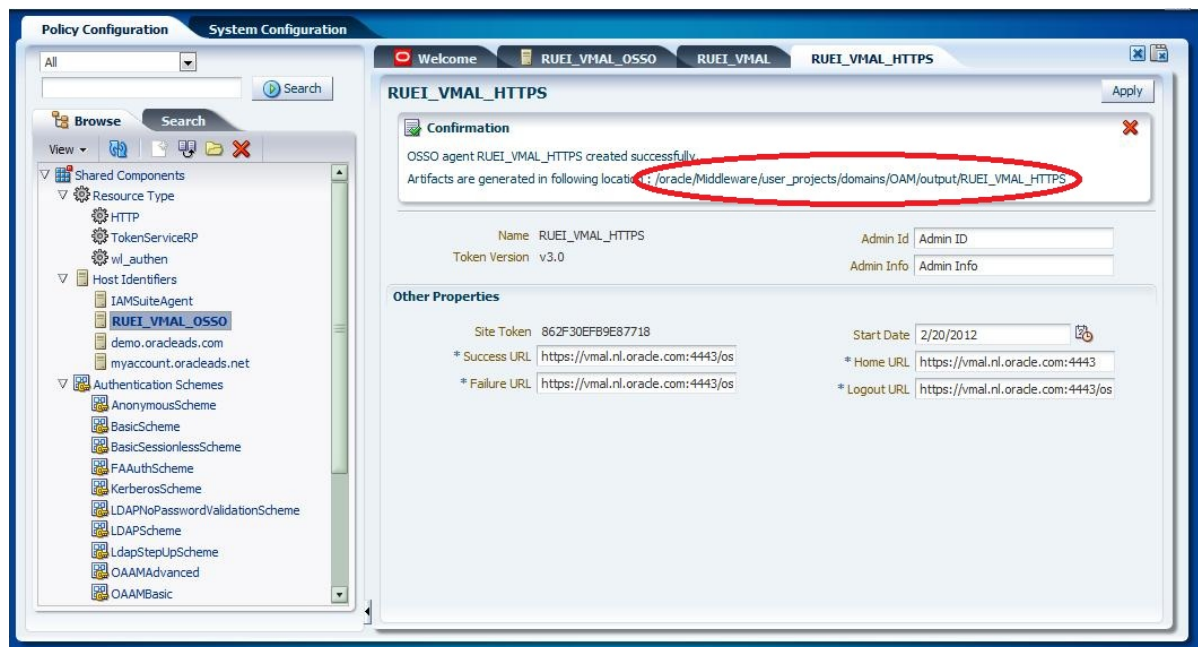 Policy Configuration
System Configuration
All
Search
Browse
Search
View
Shared Components
Resource Type
HTTP
TokenServiceRP
wl_authen
Host Identifiers
IAMSuiteAgent
RUEI_VMAL_OSSO
demo.oracleads.com
myaccount.oracleads.net
Authentication Schemes
AnonymousScheme
BasicScheme
BasicSessionlessScheme
FAAuthScheme
KerberosScheme
LDAPNoPasswordValidationScheme
LDAPScheme
LdapStepUpScheme
OAAMAdvanced
OAAMBasic
Welcome
RUEI_VMAL_OSSO
RUEI_VMAL
RUEI_VMAL_HTTPS
RUEI_VMAL_HTTPS
Apply
Confirmation
OSSO agent RUEI_VMAL_HTTPS created successfully.
Artifacts are generated in following location : /oracle/Middleware/user_projects/domains/OAM/output/RUEI_VMAL_HTTPS
Name RUEI_VMAL_HTTPS
Token Version v3.0
Admin Id Admin ID
Admin Info Admin Info
Other Properties
Site Token 862F30EFB9E87718
* Success URL https://vmal.nl.oracle.com:4443/os
* Failure URL https://vmal.nl.oracle.com:4443/os
Start Date 2/20/2012
* Home URL https://vmal.nl.oracle.com:4443
* Logout URL https://vmal.nl.oracle.com:4443/os